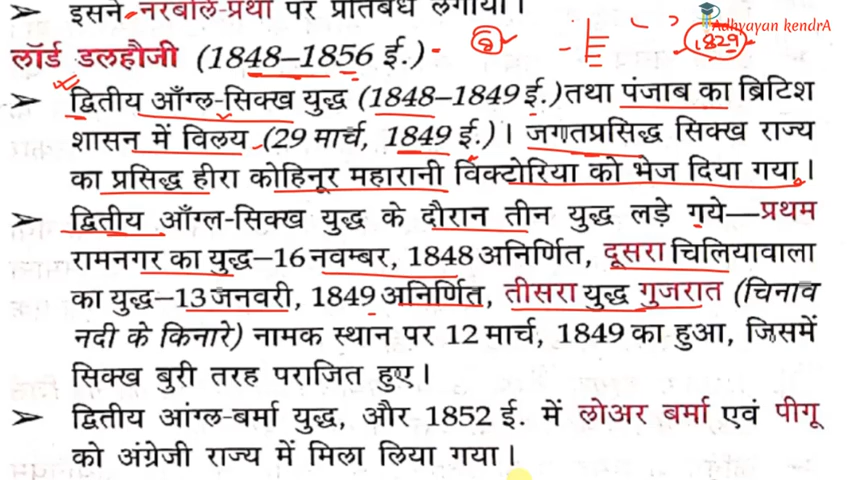 इसने नरबलि-प्रथा पर प्रतिबंध लगाया।
Adhyayan kendrA
1829
लॉर्ड डलहौजी (1848–1856 ई.)
➤ द्वितीय आँग्ल-सिक्ख युद्ध (1848–1849 ई.) तथा पंजाब का ब्रिटिश
शासन में विलय (29 मार्च, 1849 ई.)। जगतप्रसिद्ध सिक्ख राज्य
का प्रसिद्ध हीरा कोहिनूर महारानी विक्टोरिया को भेज दिया गया।
➤ द्वितीय आँग्ल-सिक्ख युद्ध के दौरान तीन युद्ध लड़े गये—प्रथम
रामनगर का युद्ध–16 नवम्बर, 1848 अनिर्णित, दूसरा चिलियावाला
का युद्ध–13 जनवरी, 1849 अनिर्णित, तीसरा युद्ध गुजरात (चिनाव
नदी के किनारे) नामक स्थान पर 12 मार्च, 1849 का हुआ, जिसमें
सिक्ख बुरी तरह पराजित हुए।
➤ द्वितीय आंग्ल-बर्मा युद्ध, और 1852 ई. में लोअर बर्मा एवं पीगू
को अंग्रेजी राज्य में मिला लिया गया।